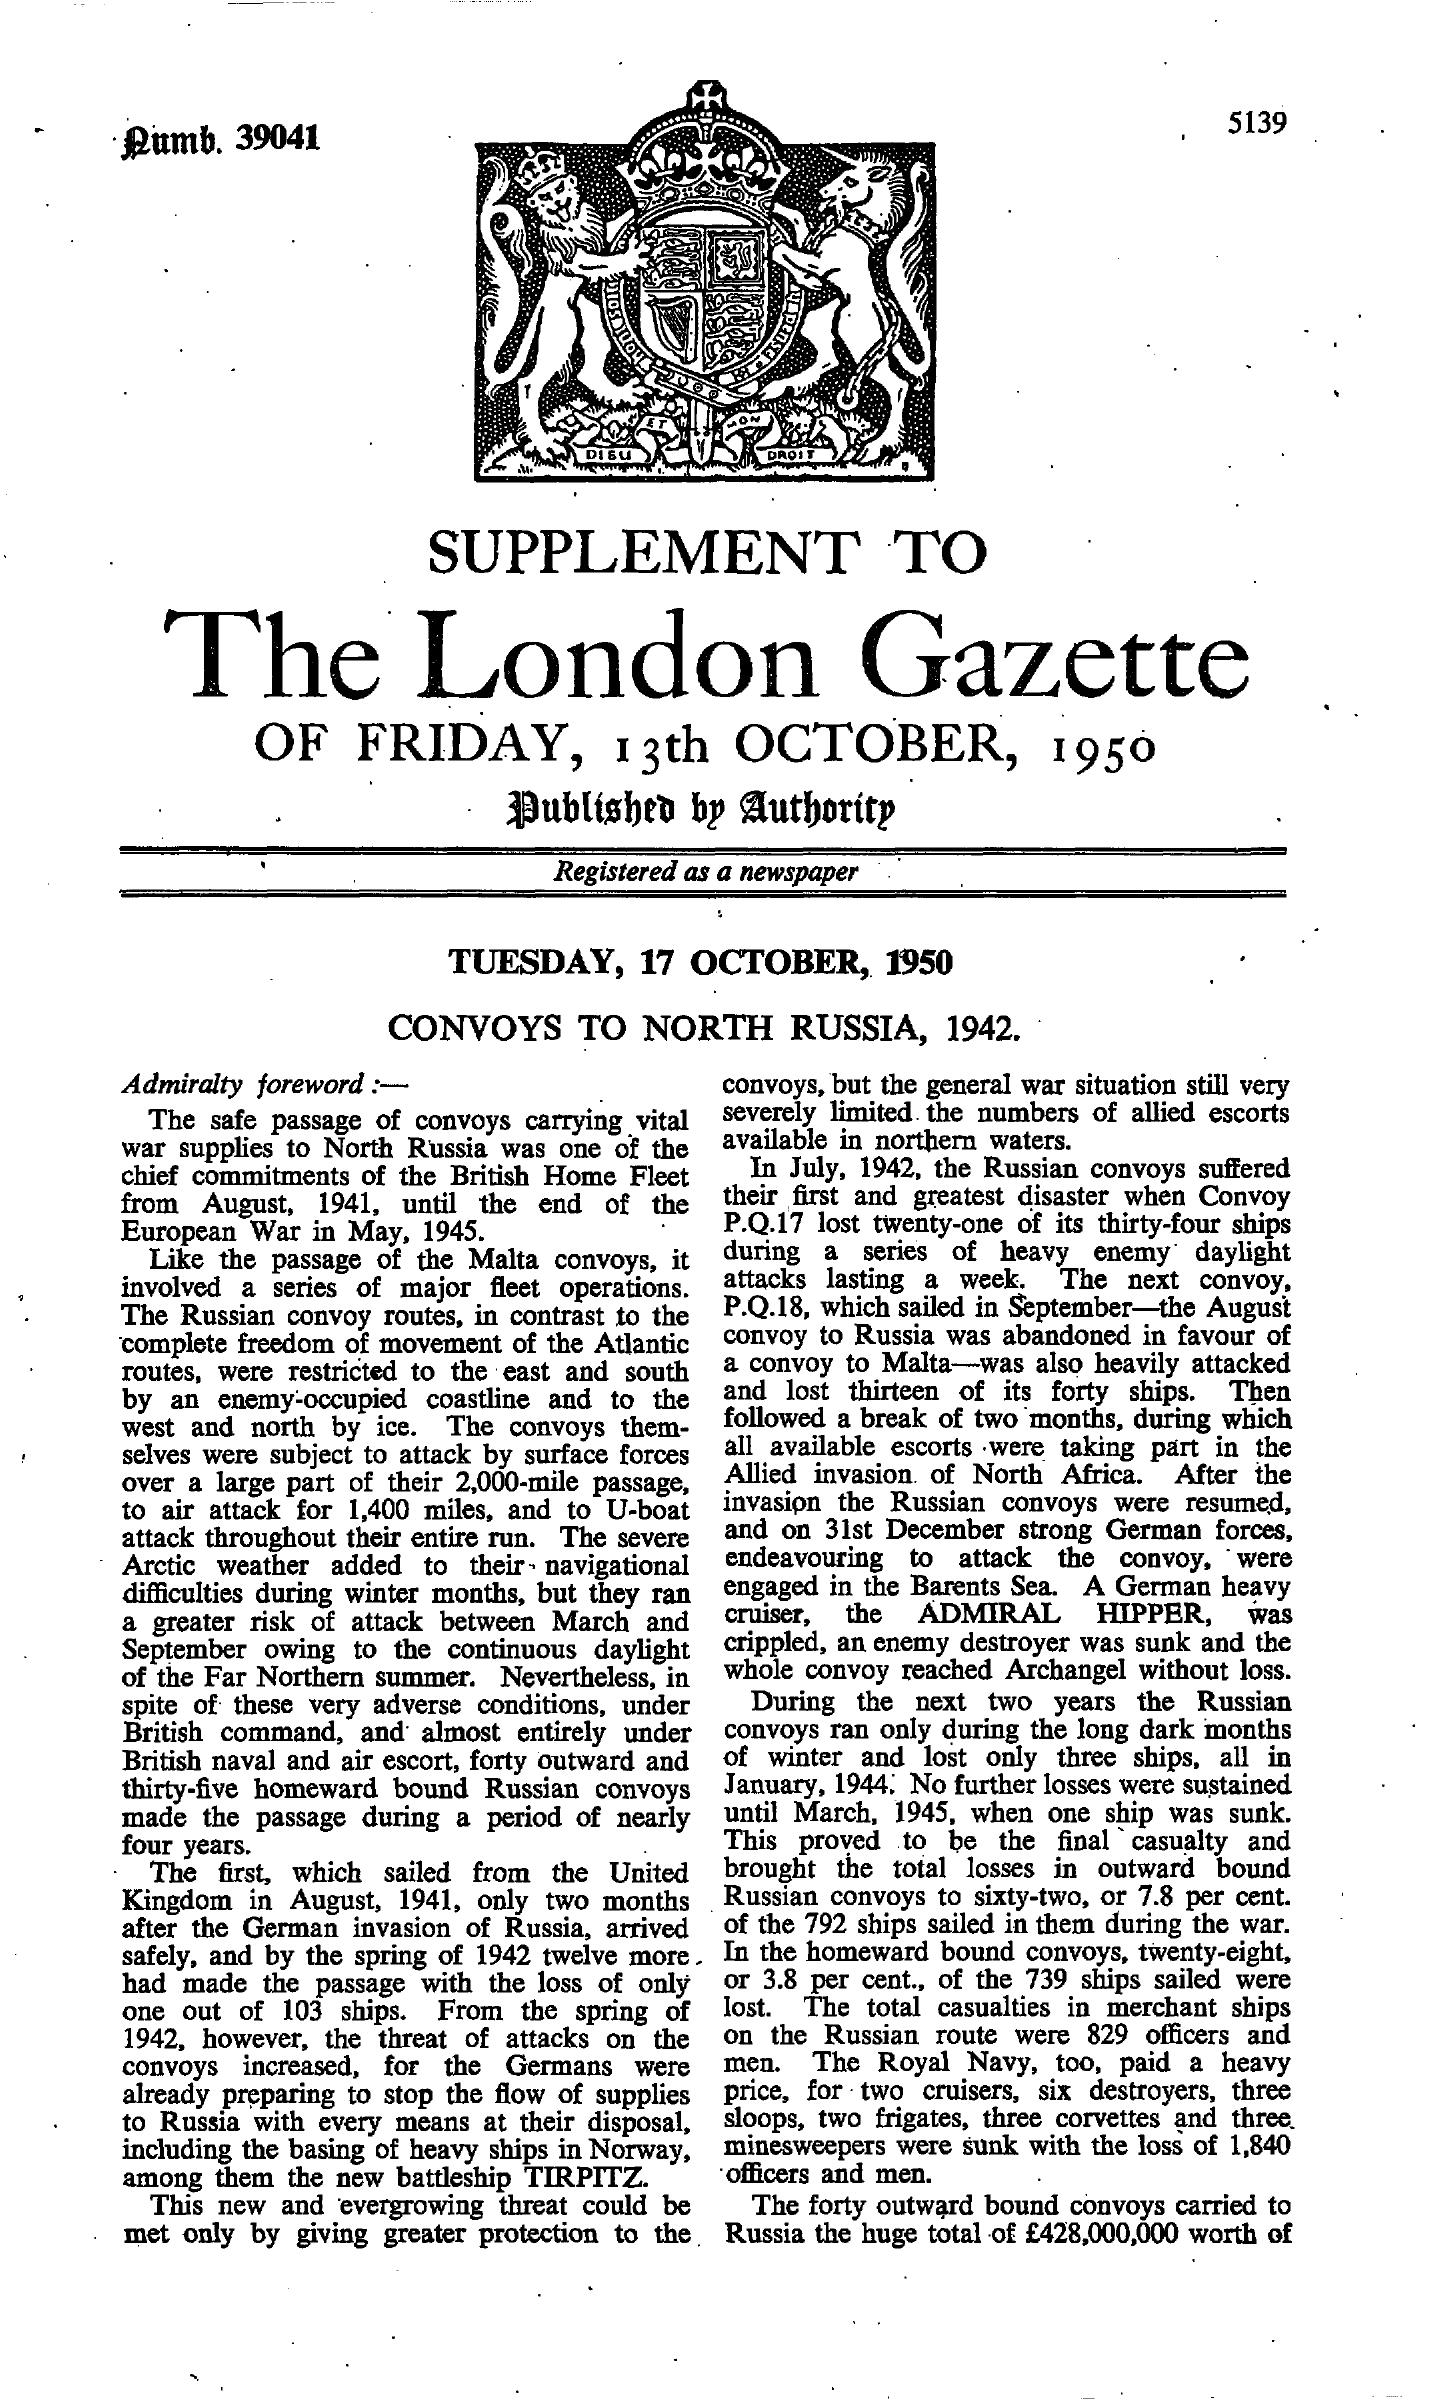 Numb. 39041
5139
DIEU
ET
MON
DROIT
SUPPLEMENT TO
The London Gazette
OF FRIDAY, 13th OCTOBER, 1950
Published by Authority
Registered as a newspaper
TUESDAY, 17 OCTOBER, 1950
CONVOYS TO NORTH RUSSIA, 1942.
Admiralty foreword :—
The safe passage of convoys carrying vital
war supplies to North Russia was one of the
chief commitments of the British Home Fleet
from August, 1941, until the end of the
European War in May, 1945.
Like the passage of the Malta convoys, it
involved a series of major fleet operations.
The Russian convoy routes, in contrast to the
complete freedom of movement of the Atlantic
routes, were restricted to the east and south
by an enemy-occupied coastline and to the
west and north by ice. The convoys them-
selves were subject to attack by surface forces
over a large part of their 2,000-mile passage,
to air attack for 1,400 miles, and to U-boat
attack throughout their entire run. The severe
Arctic weather added to their navigational
difficulties during winter months, but they ran
a greater risk of attack between March and
September owing to the continuous daylight
of the Far Northern summer. Nevertheless, in
spite of these very adverse conditions, under
British command, and almost entirely under
British naval and air escort, forty outward and
thirty-five homeward bound Russian convoys
made the passage during a period of nearly
four years.
The first, which sailed from the United
Kingdom in August, 1941, only two months
after the German invasion of Russia, arrived
safely, and by the spring of 1942 twelve more
had made the passage with the loss of only
one out of 103 ships. From the spring of
1942, however, the threat of attacks on the
convoys increased, for the Germans were
already preparing to stop the flow of supplies
to Russia with every means at their disposal,
including the basing of heavy ships in Norway,
among them the new battleship TIRPITZ.
This new and evergrowing threat could be
met only by giving greater protection to the
convoys, but the general war situation still very
severely limited the numbers of allied escorts
available in northern waters.
In July, 1942, the Russian convoys suffered
their first and greatest disaster when Convoy
P.Q.17 lost twenty-one of its thirty-four ships
during a series of heavy enemy daylight
attacks lasting a week. The next convoy,
P.Q.18, which sailed in September—the August
convoy to Russia was abandoned in favour of
a convoy to Malta—was also heavily attacked
and lost thirteen of its forty ships. Then
followed a break of two months, during which
all available escorts were taking part in the
Allied invasion of North Africa. After the
invasion the Russian convoys were resumed,
and on 31st December strong German forces,
endeavouring to attack the convoy, were
engaged in the Barents Sea. A German heavy
cruiser, the ADMIRAL HIPPER, was
crippled, an enemy destroyer was sunk and the
whole convoy reached Archangel without loss.
During the next two years the Russian
convoys ran only during the long dark months
of winter and lost only three ships, all in
January, 1944. No further losses were sustained
until March, 1945, when one ship was sunk.
This proved to be the final casualty and
brought the total losses in outward bound
Russian convoys to sixty-two, or 7.8 per cent.
of the 792 ships sailed in them during the war.
In the homeward bound convoys, twenty-eight,
or 3.8 per cent., of the 739 ships sailed were
lost. The total casualties in merchant ships
on the Russian route were 829 officers and
men. The Royal Navy, too, paid a heavy
price, for two cruisers, six destroyers, three
sloops, two frigates, three corvettes and three
minesweepers were sunk with the loss of 1,840
officers and men.
The forty outward bound convoys carried to
Russia the huge total of £428,000,000 worth of